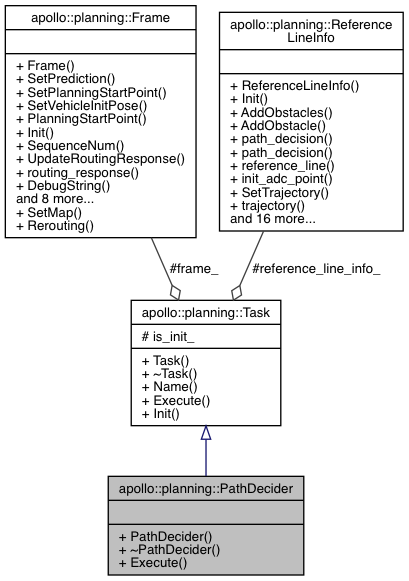 apollo::planning::Frame
+ Frame()
+ SetPrediction()
+ SetPlanningStartPoint()
+ SetVehicleInitPose()
+ PlanningStartPoint()
+ Init()
+ SequenceNum()
+ UpdateRoutingResponse()
+ routing_response()
+ DebugString()
and 8 more...
+ SetMap()
+ Rerouting()
apollo::planning::Reference
LineInfo
+ ReferenceLineInfo()
+ Init()
+ AddObstacles()
+ AddObstacle()
+ path_decision()
+ path_decision()
+ reference_line()
+ init_adc_point()
+ SetTrajectory()
+ trajectory()
and 16 more...
#frame_
#reference_line_info_
apollo::planning::Task
# is_init_
+ Task()
+ ~Task()
+ Name()
+ Execute()
+ Init()
apollo::planning::PathDecider
+ PathDecider()
+ ~PathDecider()
+ Execute()